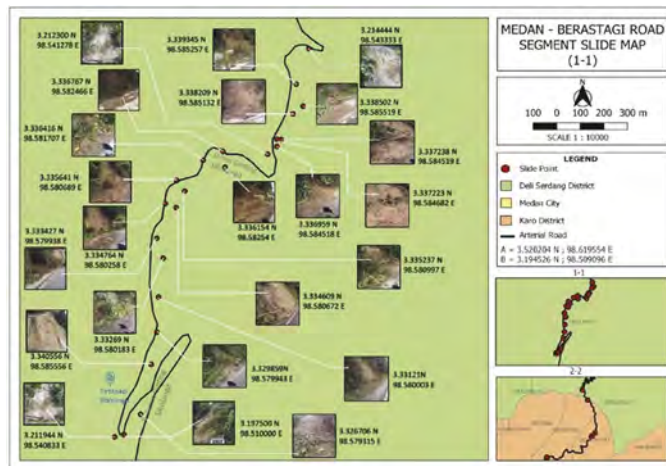 MEDAN - BERASTAGI ROAD
SEGMENT SLIDE MAP
(1-1)
N
100 0 100 200 300 m
SCALE 1 : 10000
LEGEND
Slide Point
Deli Serdang District
Medan City
Karo District
Arterial Road
A = 3.528204 N ; 98.619554 E
B = 3.194526 N ; 98.509096 E
1-1
2-2
3.212300 N
98.541278 E
3.339345 N
98.585257 E
3.234444 N
98.543333 E
3.336767 N
98.582466 E
3.338209 N
98.585132 E
3.338502 N
98.585519 E
3.336416 N
98.581707 E
3.337238 N
98.584519 E
3.335641 N
98.580689 E
3.336154 N
98.58254 E
3.336959 N
98.584518 E
3.337223 N
98.584682 E
3.333427 N
98.579938 E
3.334764 N
98.580258 E
3.335237 N
98.580997 E
3.33269 N
98.580183 E
3.334609 N
98.580672 E
3.340556 N
98.585556 E
3.329859N
98.579943 E
3.33121N
98.580003 E
3.211944 N
98.540833 E
3.197500 N
98.510000 E
3.326706 N
98.579315 E